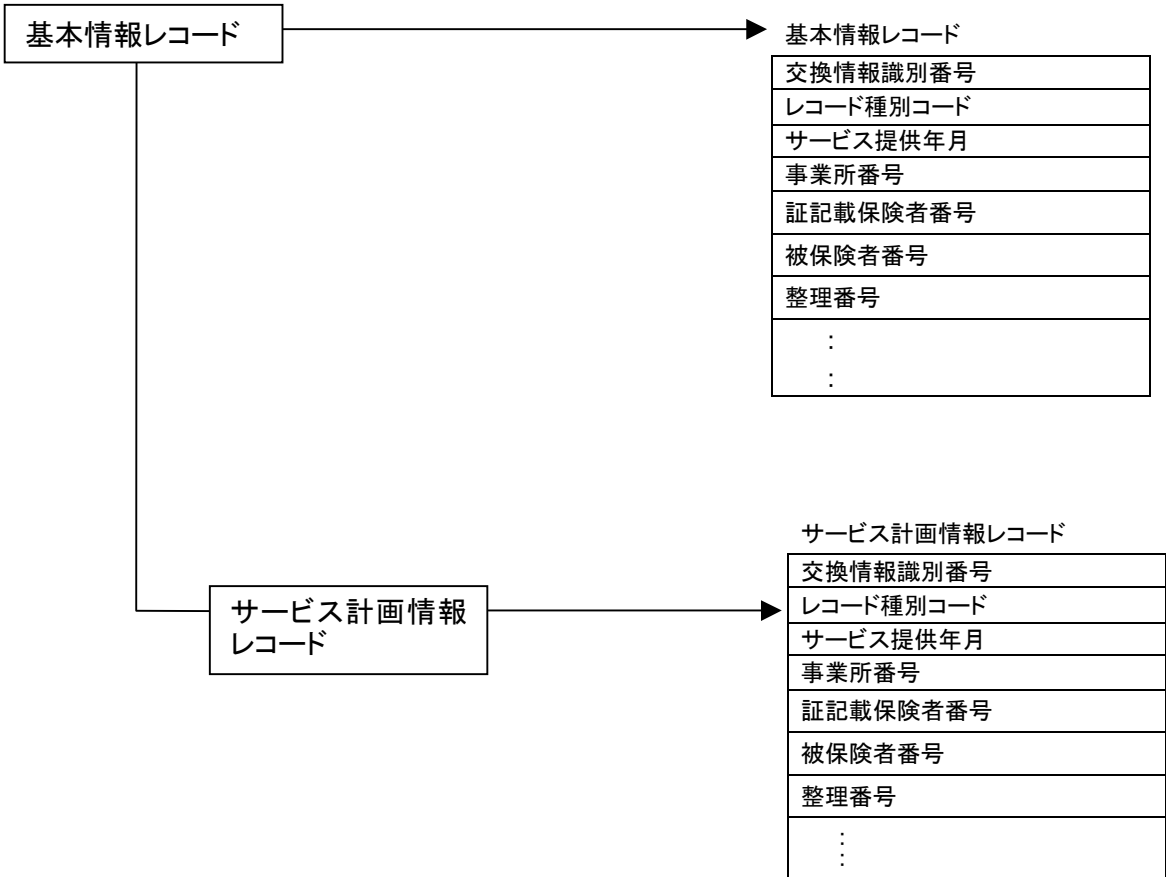 基本情報レコード
基本情報レコード
交換情報識別番号
レコード種別コード
サービス提供年月
事業所番号
証記載保険者番号
被保険者番号
整理番号
:
:
サービス計画情報
レコード
サービス計画情報レコード
交換情報識別番号
レコード種別コード
サービス提供年月
事業所番号
証記載保険者番号
被保険者番号
整理番号
:
: